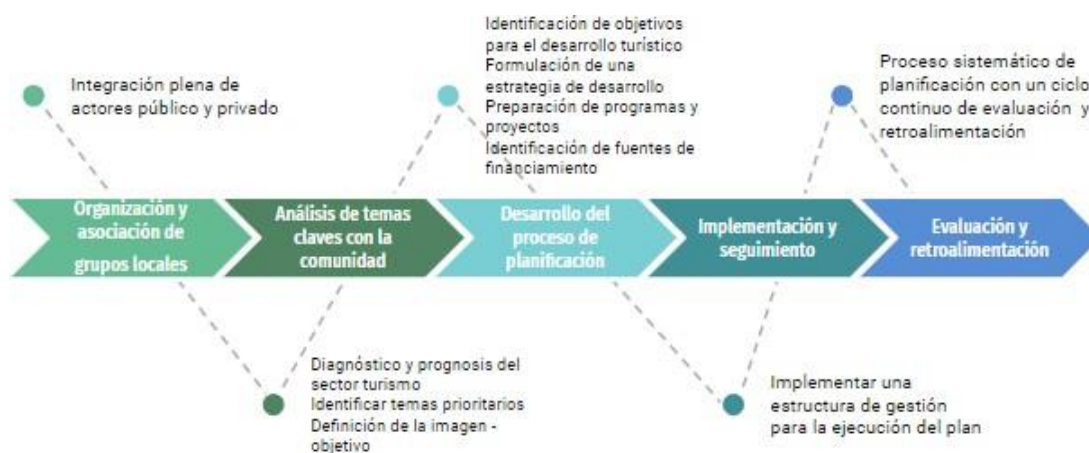 Integración plena de
actores público y privado
Identificación de objetivos
para el desarrollo turístico
Formulación de una
estrategia de desarrollo
Preparación de programas y
proyectos
Identificación de fuentes de
financiamiento
Proceso sistemático de
planificación con un ciclo
continuo de evaluación y
retroalimentación
Organización y
asociación de
grupos locales
Análisis de temas
claves con la
comunidad
Desarrollo del
proceso de
planificación
Implementación y
seguimiento
Evaluación y
retroalimentación
Diagnóstico y prognosis del
sector turismo
Identificar temas prioritarios
Definición de la imagen -
objetivo
Implementar una
estructura de gestión
para la ejecución del plan